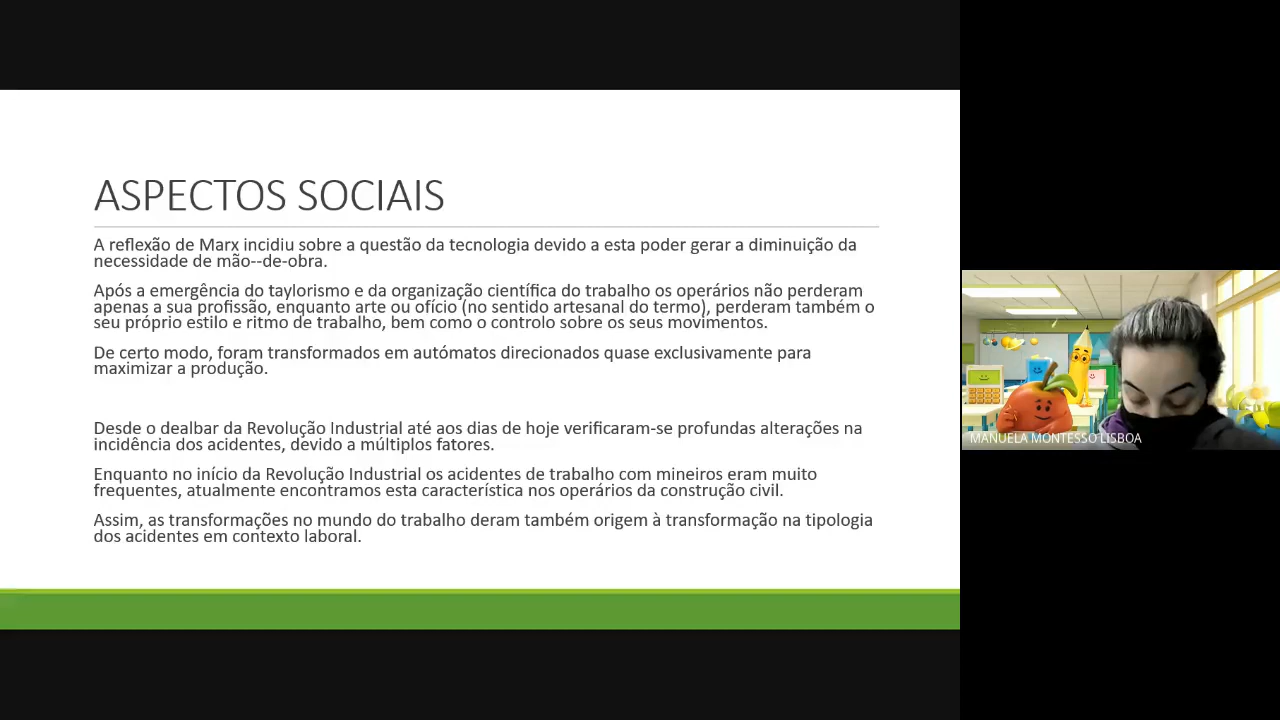 ASPECTOS SOCIAIS
A reflexão de Marx incidiu sobre a questão da tecnologia devido a esta poder gerar a diminuição da
necessidade de mão--de-obra.
Após a emergência do taylorismo e da organização científica do trabalho os operários não perderam
apenas a sua profissão, enquanto arte ou ofício (no sentido artesanal do termo), perderam também o
seu próprio estilo e ritmo de trabalho, bem como o controlo sobre os seus movimentos.
De certo modo, foram transformados em autómatos direcionados quase exclusivamente para
maximizar a produção.
Desde o dealbar da Revolução Industrial até aos dias de hoje verificaram-se profundas alterações na
incidência dos acidentes, devido a múltiplos fatores.
Enquanto no início da Revolução Industrial os acidentes de trabalho com mineiros eram muito
frequentes, atualmente encontramos esta característica nos operários da construção civil.
Assim, as transformações no mundo do trabalho deram também origem à transformação na tipologia
dos acidentes em contexto laboral.
MANUELA MONTESSO LISBOA